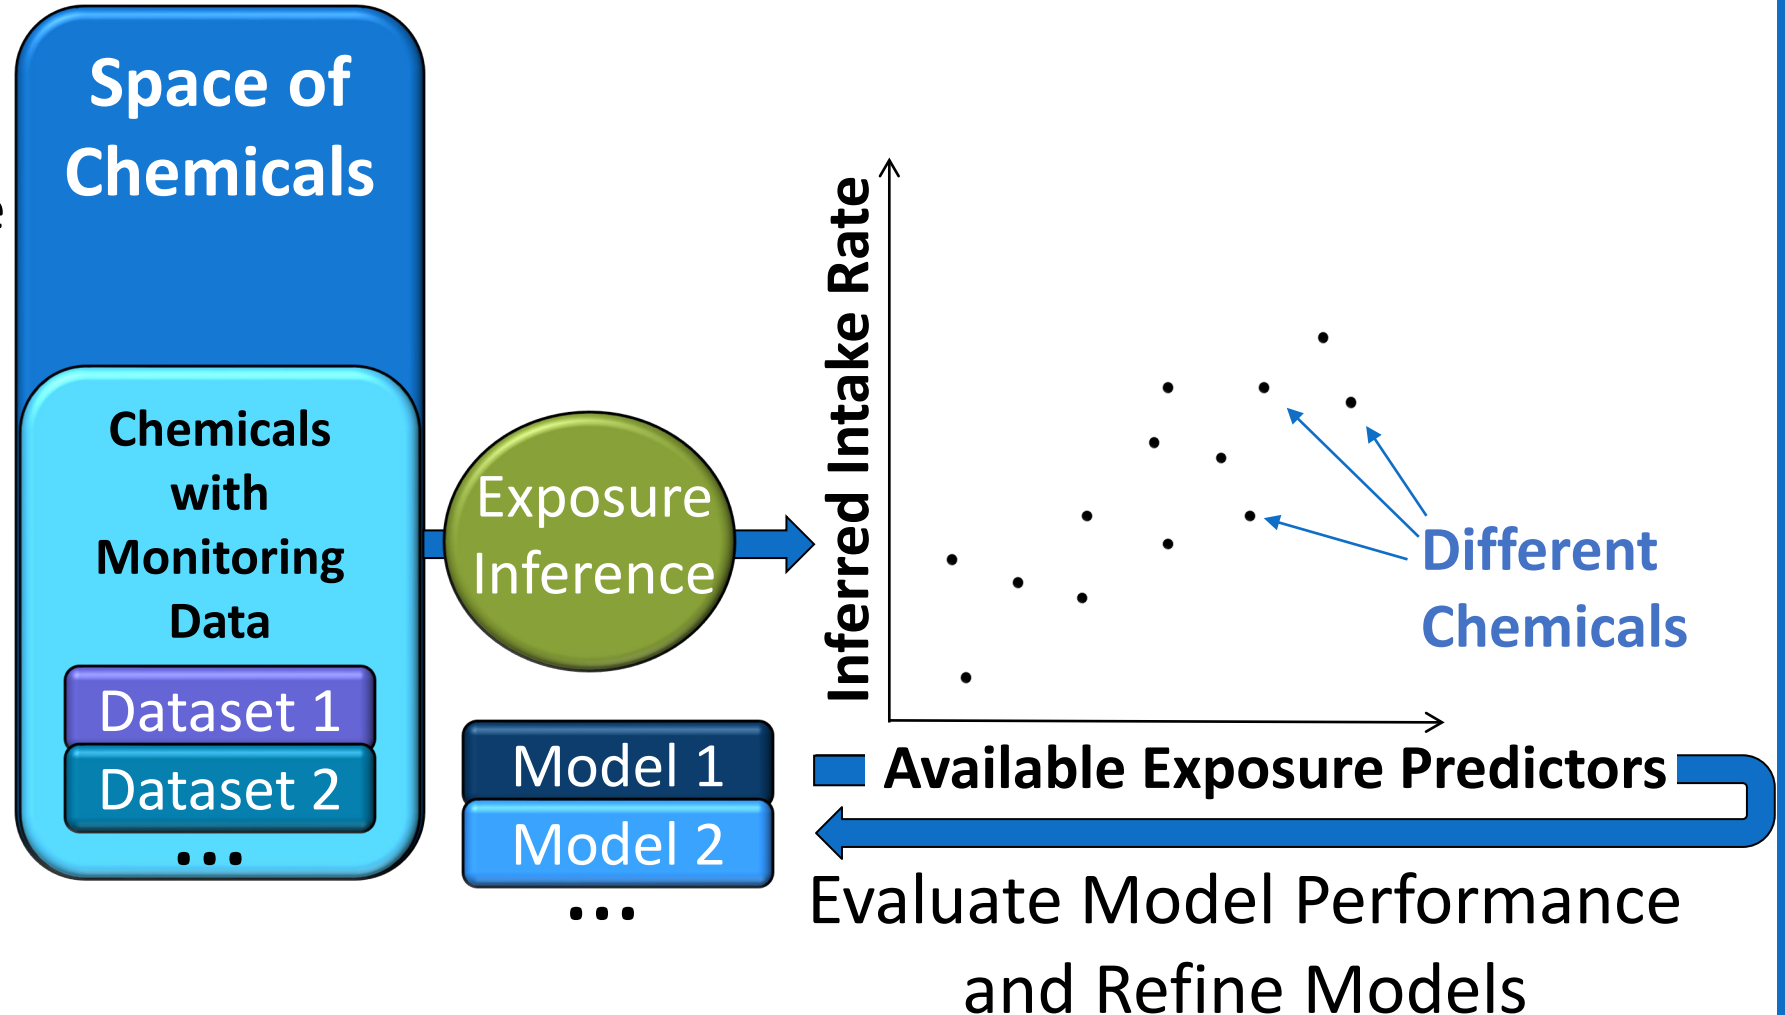 Space of
Chemicals
Chemicals
with
Monitoring
Data
Dataset 1
Dataset 2
...
Exposure
Inference
Model 1
Model 2
...
Inferred Intake Rate
Different
Chemicals
Available Exposure Predictors
Evaluate Model Performance
and Refine Models